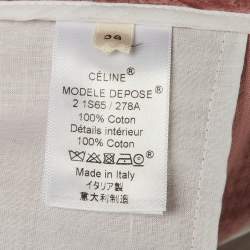 CÉLINE
MODELE DEPOSE
2 1S65 / 278A
100% Coton
Détails intérieur
100% Coton
Made in Italy
イタリア製
意大利制造